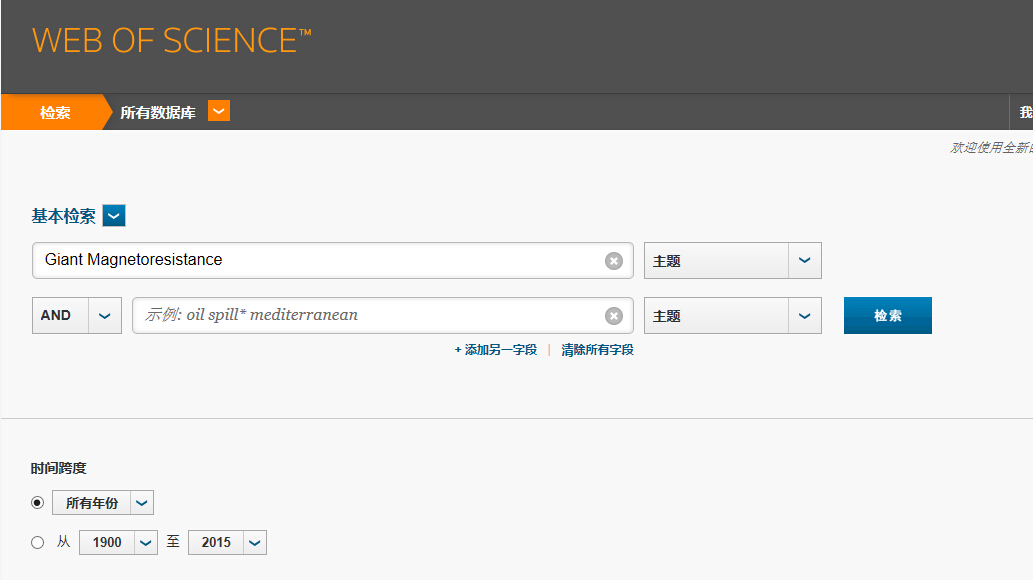 WEB OF SCIENCE™
检索 所有数据库 我
欢迎使用全新
基本检索
Giant Magnetoresistance 主题
AND 示例: oil spill* mediterranean 主题 检索
+ 添加另一字段 | 清除所有字段
时间跨度
所有年份
从 1900 至 2015